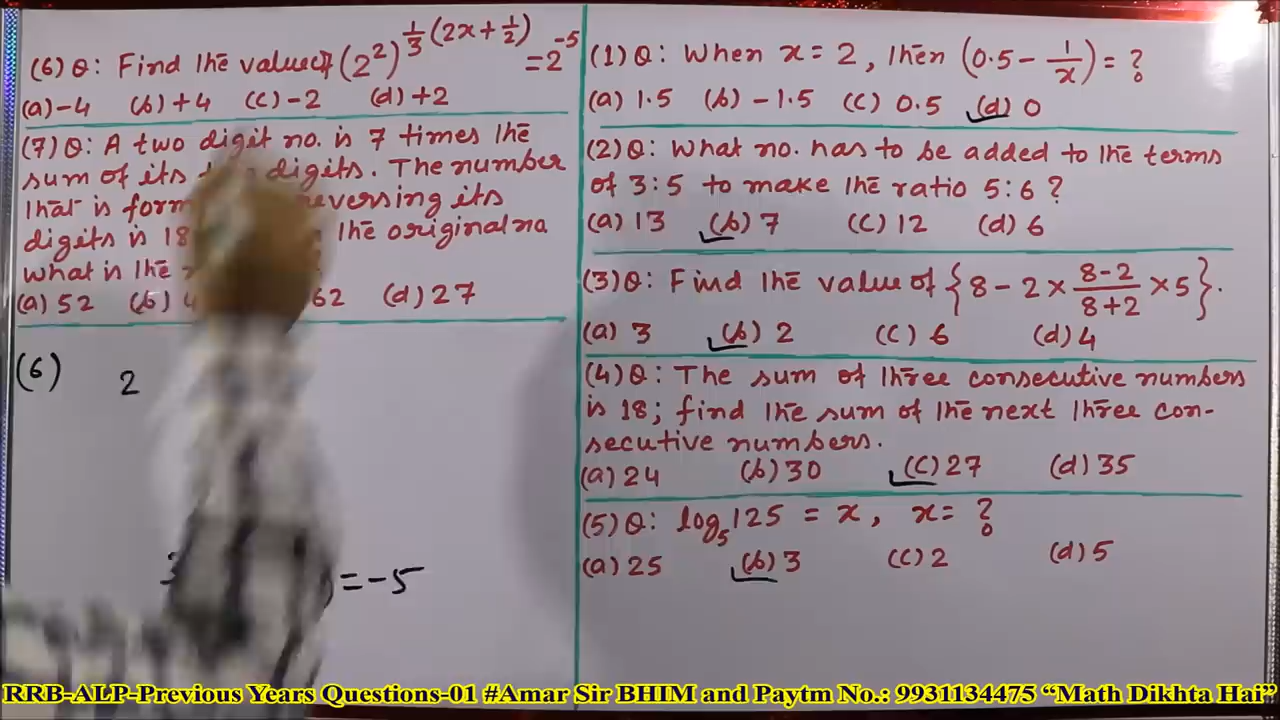 (6) Q: Find the value of (2²)^{1/3 (2x + 1/2)} = 2^{-5}
(a) -4 (b) +4 (c) -2 (d) +2
(7) Q: A two digit no. is 7 times the
sum of its digits. The number
that is reversing its
digits is 18 the original no
what is the
(a) 52 (b) 4 62 (d) 27
(6) 2
3 ) = -5
(1) Q: When x = 2, then (0.5 - 1/x) = ?
(a) 1.5 (b) -1.5 (c) 0.5 (d) 0
(2) Q: What no. has to be added to the terms
of 3:5 to make the ratio 5:6 ?
(a) 13 (b) 7 (c) 12 (d) 6
(3) Q: Find the value of {8 - 2 × (8-2)/(8+2) × 5}.
(a) 3 (b) 2 (c) 6 (d) 4
(4) Q: The sum of three consecutive numbers
is 18; find the sum of the next three con-
secutive numbers.
(a) 24 (b) 30 (c) 27 (d) 35
(5) Q: log₅125 = x, x = ?
(a) 25 (b) 3 (c) 2 (d) 5
RRB-ALP-Previous Years Questions-01 #Amar Sir BHIM and Paytm No.: 9931134475 “Math Dikhta Hai”